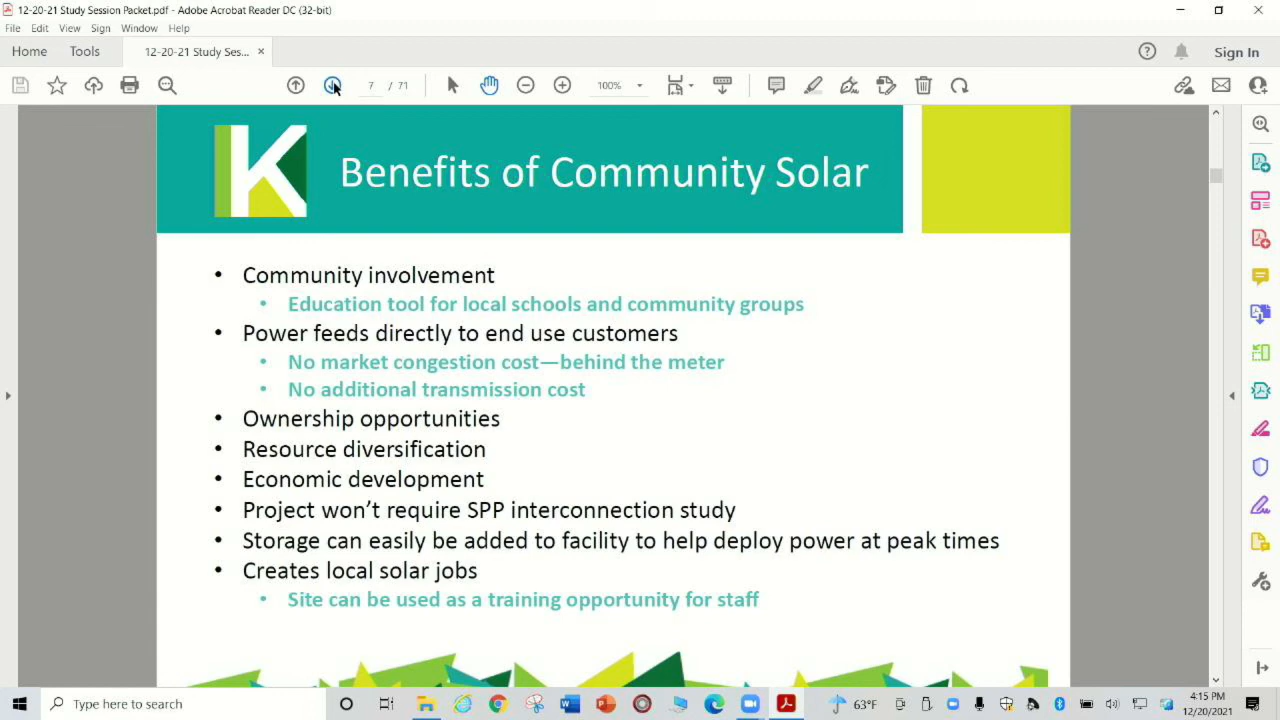 12-20-21 Study Session Packet.pdf - Adobe Acrobat Reader DC (32-bit)
File Edit View Sign Window Help
Home Tools 12-20-21 Study Ses... × Sign In
7 / 71 100%
K Benefits of Community Solar
• Community involvement
• Education tool for local schools and community groups
• Power feeds directly to end use customers
• No market congestion cost—behind the meter
• No additional transmission cost
• Ownership opportunities
• Resource diversification
• Economic development
• Project won’t require SPP interconnection study
• Storage can easily be added to facility to help deploy power at peak times
• Creates local solar jobs
• Site can be used as a training opportunity for staff
Type here to search 63°F 4:15 PM
12/20/2021